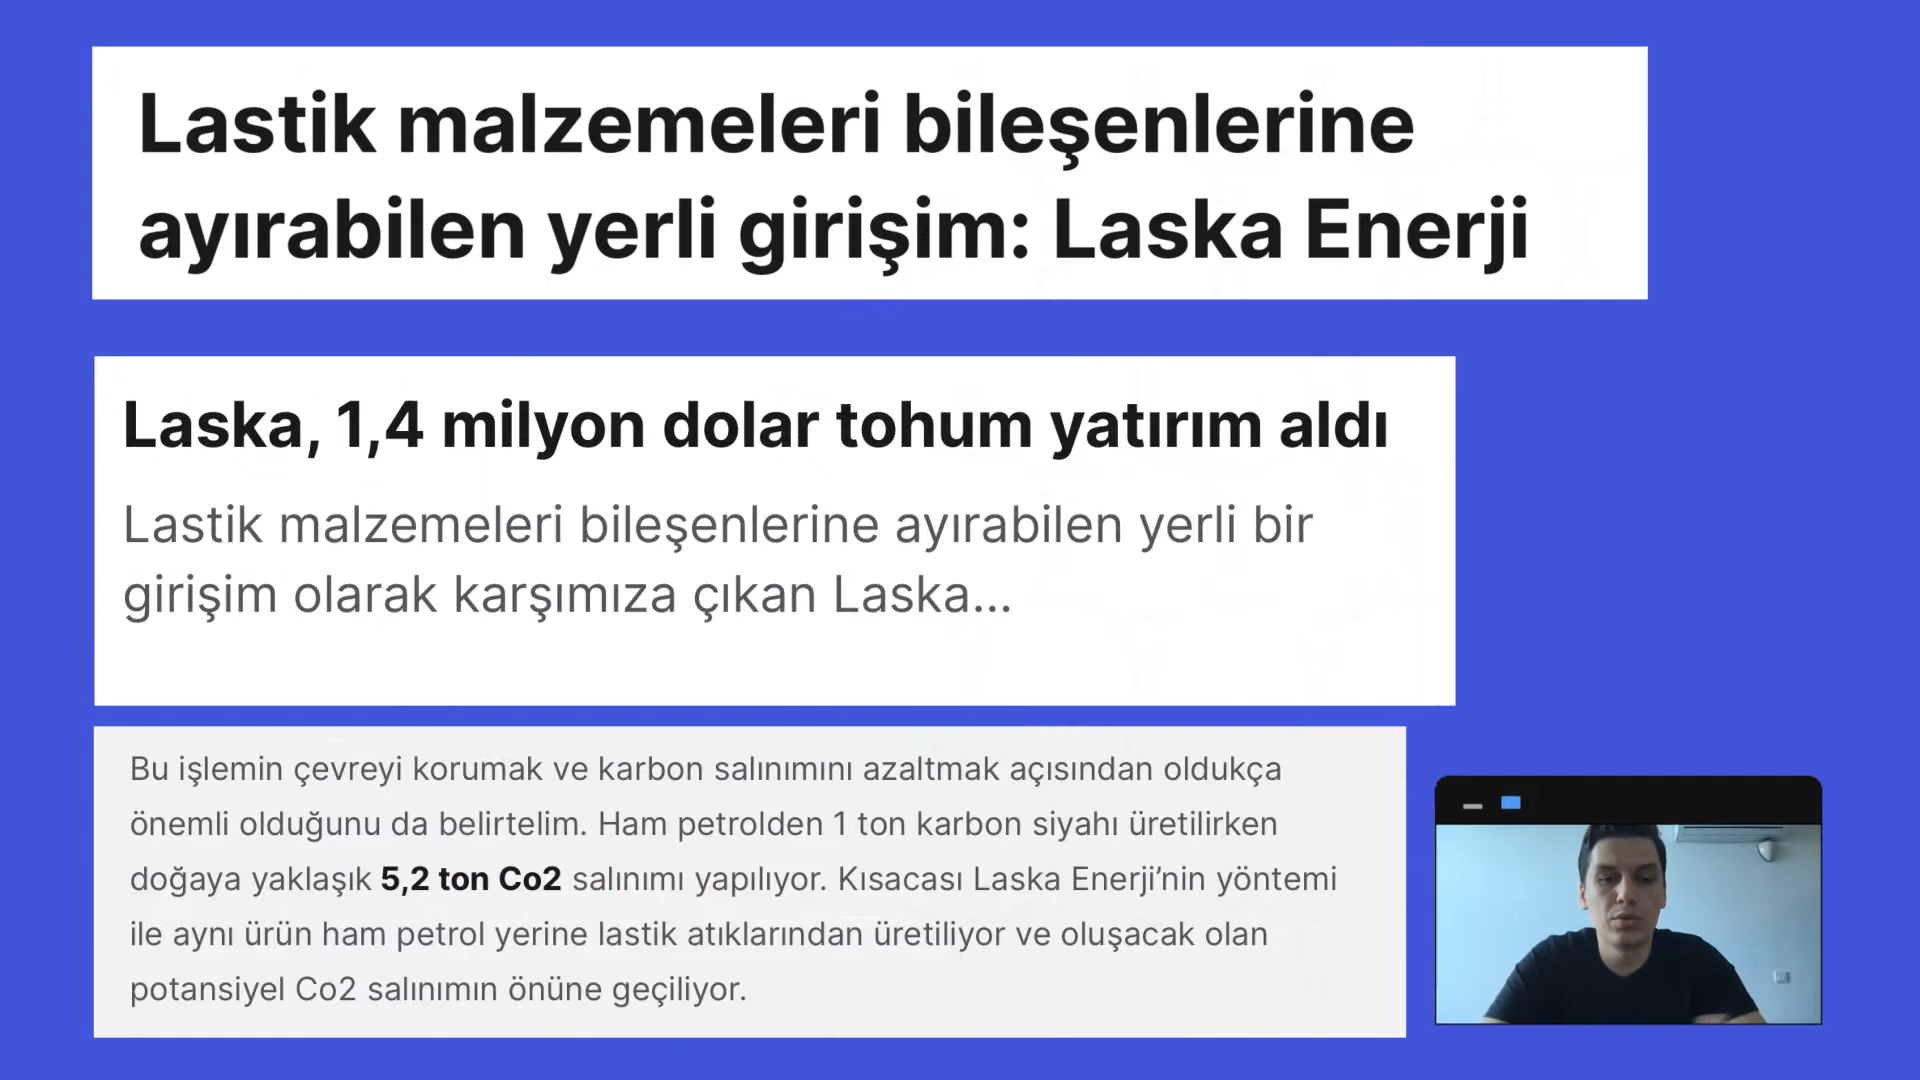 Lastik malzemeleri bileşenlerine
ayırabilen yerli girişim: Laska Enerji
Laska, 1,4 milyon dolar tohum yatırım aldı
Lastik malzemeleri bileşenlerine ayırabilen yerli bir
girişim olarak karşımıza çıkan Laska...
Bu işlemin çevreyi korumak ve karbon salınımını azaltmak açısından oldukça
önemli olduğunu da belirtelim. Ham petrolden 1 ton karbon siyahı üretilirken
doğaya yaklaşık 5,2 ton Co2 salınımı yapılıyor. Kısacası Laska Enerji’nin yöntemi
ile aynı ürün ham petrol yerine lastik atıklarından üretiliyor ve oluşacak olan
potansiyel Co2 salınımın önüne geçiliyor.